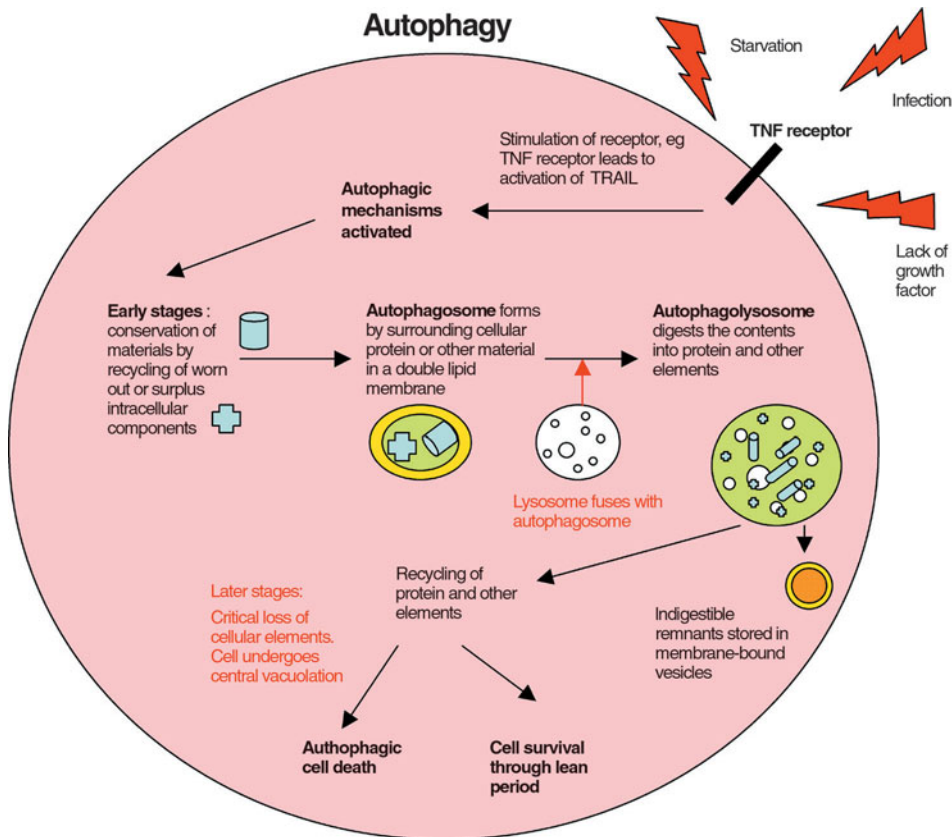 Autophagy
Starvation
Infection
TNF receptor
Stimulation of receptor, eg
TNF receptor leads to
activation of TRAIL
Lack of
growth
factor
Autophagic
mechanisms
activated
Early stages :
conservation of
materials by
recycling of worn
out or surplus
intracellular
components
Autophagosome forms
by surrounding cellular
protein or other material
in a double lipid
membrane
Autophagolysosome
digests the contents
into protein and other
elements
Lysosome fuses with
autophagosome
Later stages:
Critical loss of
cellular elements.
Cell undergoes
central vacuolation
Recycling of
protein and other
elements
Indigestible
remnants stored in
membrane-bound
vesicles
Authophagic
cell death
Cell survival
through lean
period